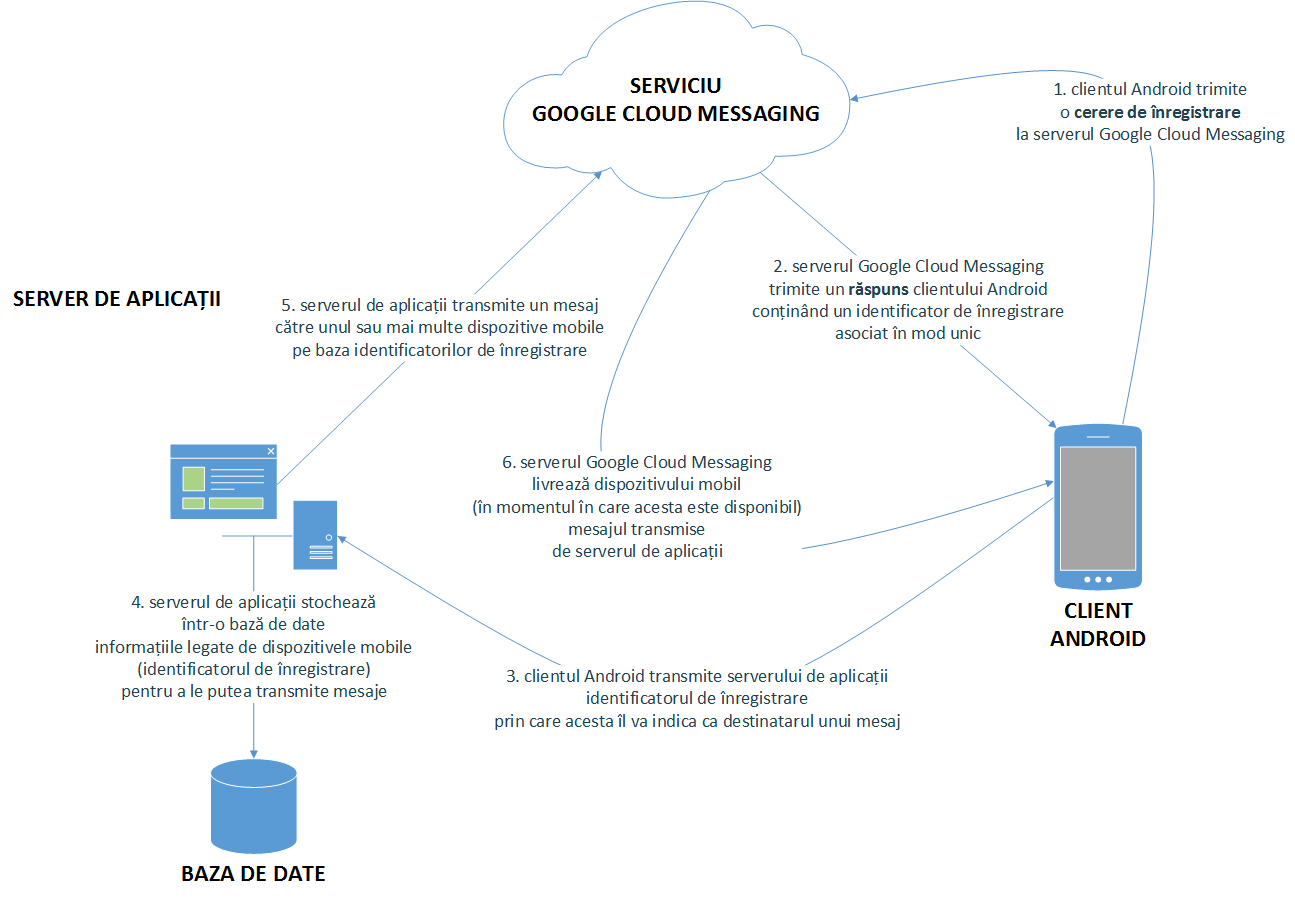 SERVICIU
GOOGLE CLOUD MESSAGING
1. clientul Android trimite
o cerere de înregistrare
la serverul Google Cloud Messaging
2. serverul Google Cloud Messaging
trimite un răspuns clientului Android
conținând un identificator de înregistrare
asociat în mod unic
SERVER DE APLICAȚII
5. serverul de aplicații transmite un mesaj
către unul sau mai multe dispozitive mobile
pe baza identificatorilor de înregistrare
6. serverul Google Cloud Messaging
livrează dispozitivului mobil
(în momentul în care acesta este disponibil)
mesajul transmise
de serverul de aplicații
CLIENT
ANDROID
4. serverul de aplicații stochează
într-o bază de date
informațiile legate de dispozitivele mobile
(identificatorul de înregistrare)
pentru a le putea transmite mesaje
3. clientul Android transmite serverului de aplicații
identificatorul de înregistrare
prin care acesta îl va indica ca destinatarul unui mesaj
BAZA DE DATE